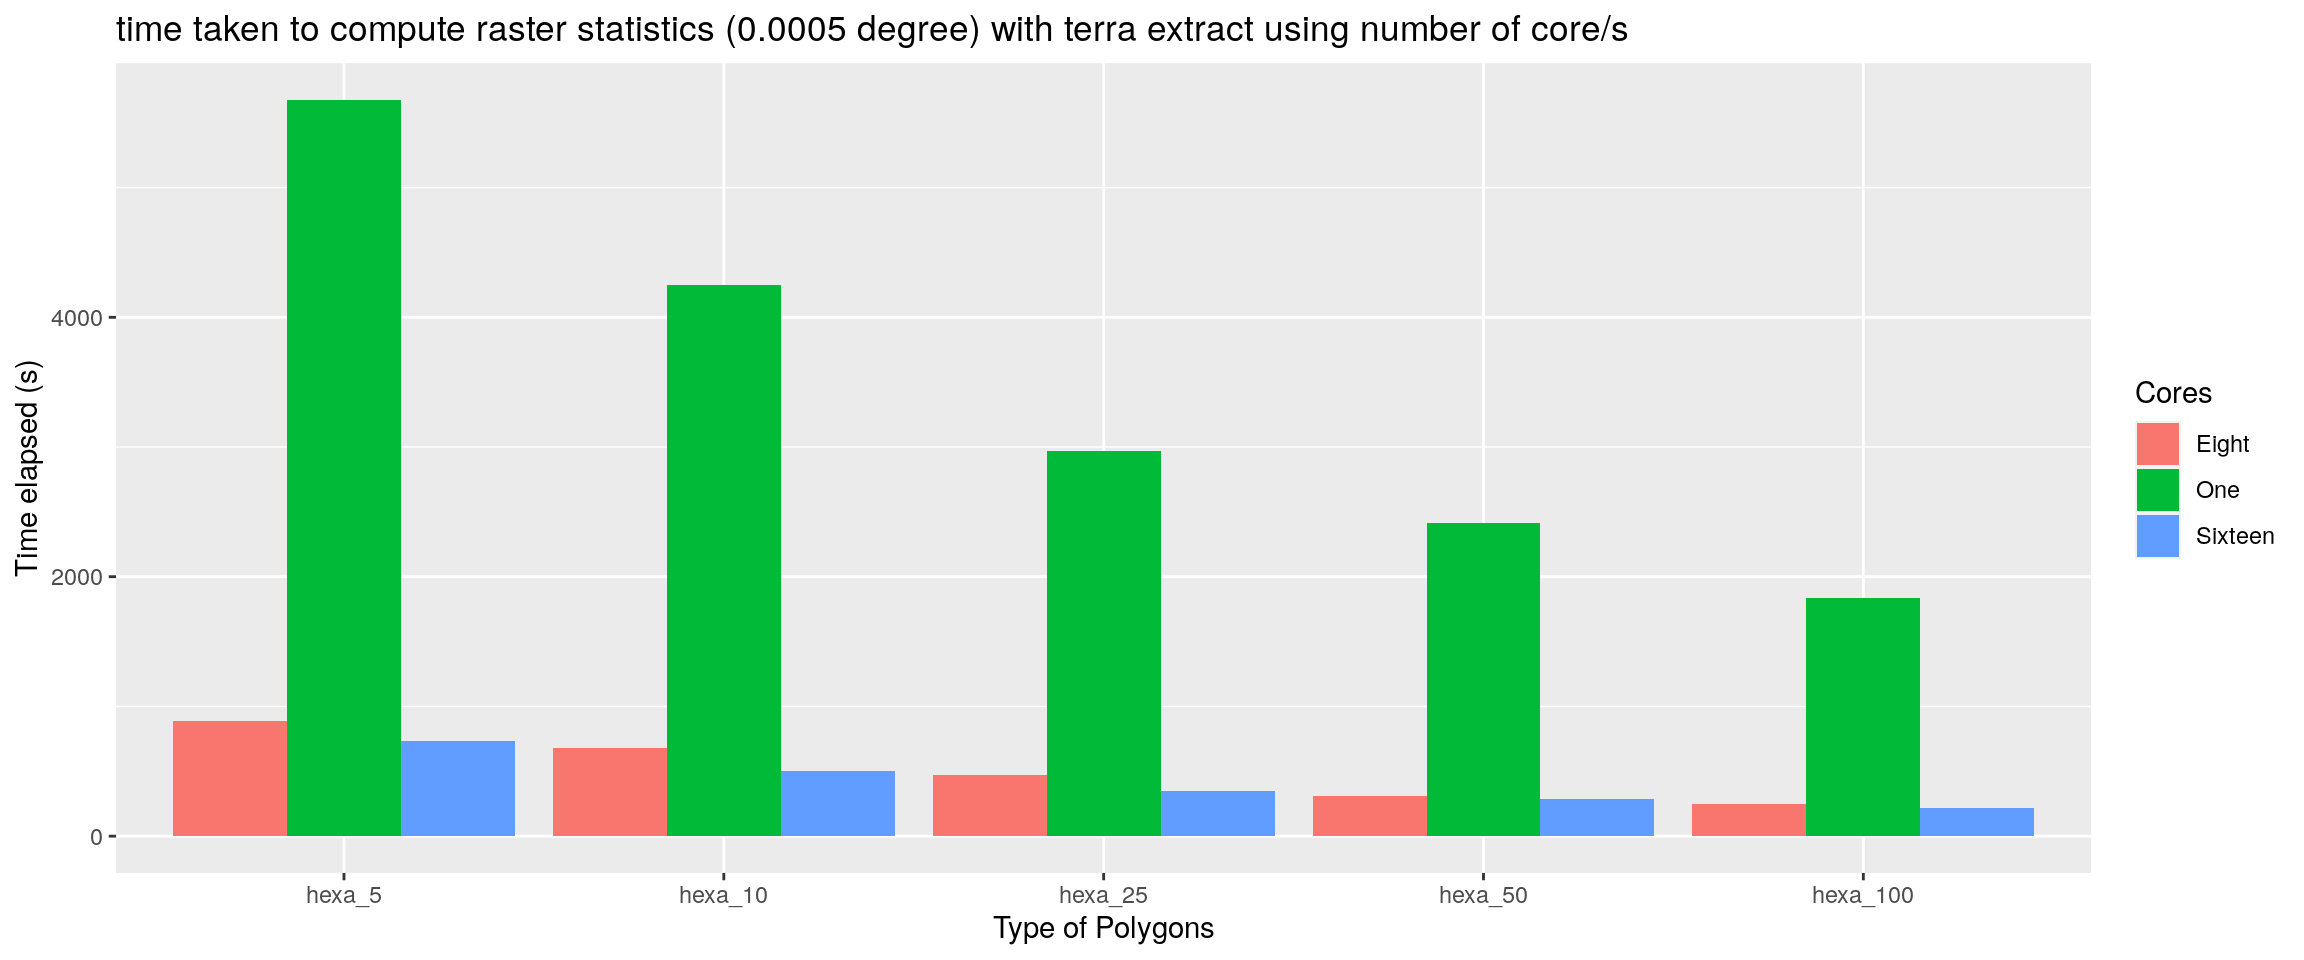 time taken to compute raster statistics (0.0005 degree) with terra extract using number of core/s
Time elapsed (s)
4000
2000
0
hexa_5
hexa_10
hexa_25
hexa_50
hexa_100
Type of Polygons
Cores
Eight
One
Sixteen